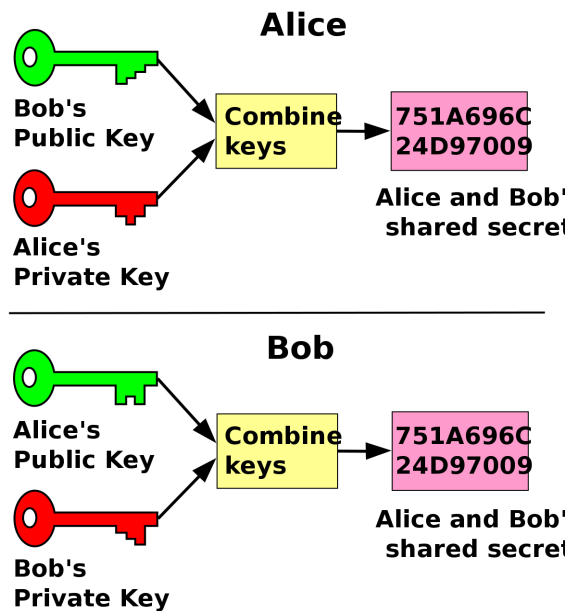 Alice
Bob's
Public Key
Combine
keys
751A696C
24D97009
Alice and Bob's
shared secret
Alice's
Private Key
Bob
Alice's
Public Key
Combine
keys
751A696C
24D97009
Alice and Bob's
shared secret
Bob's
Private Key